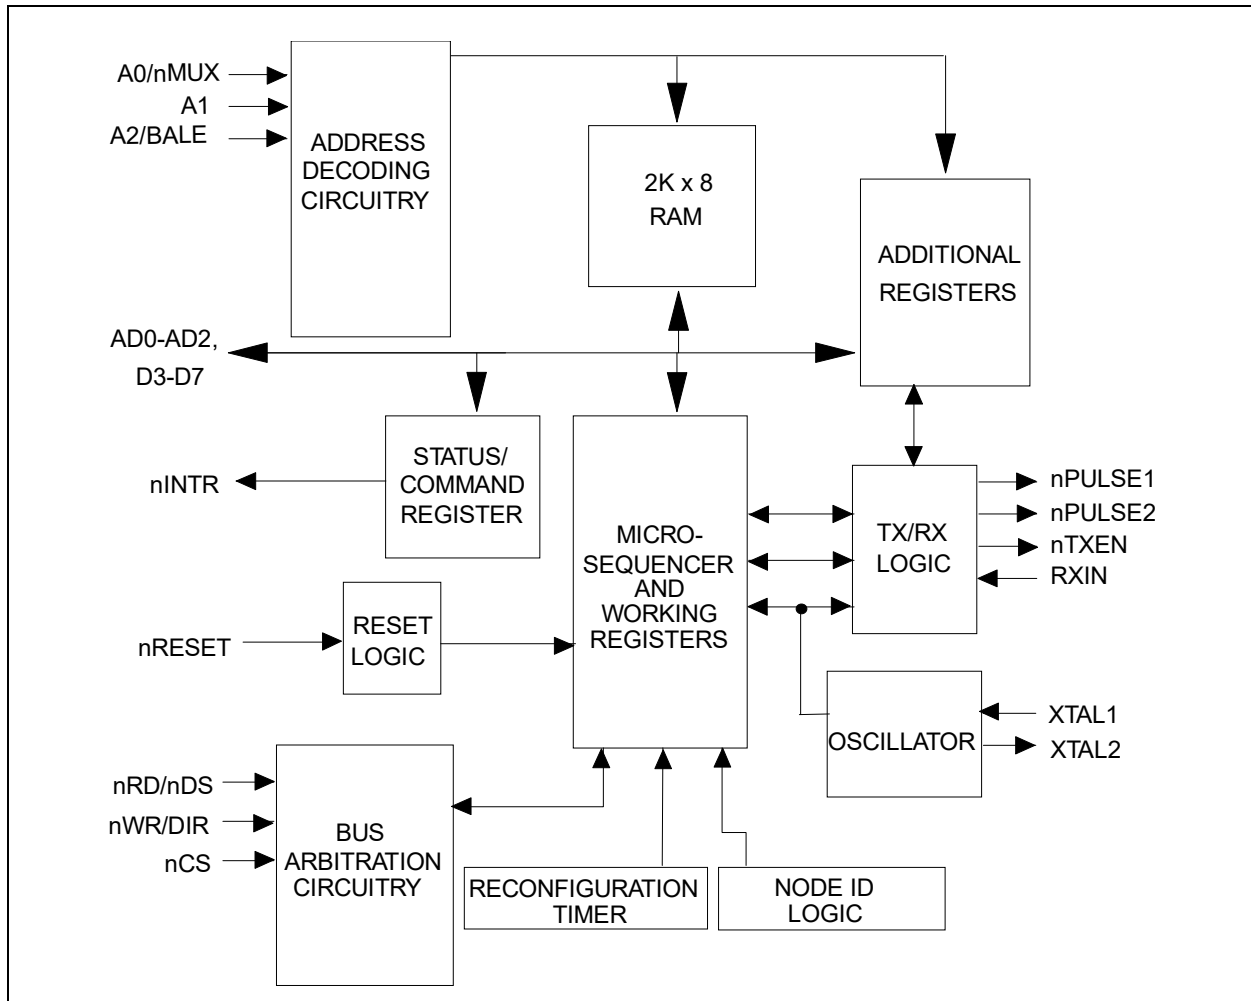 A0/nMUX
A1
A2/BALE
ADDRESS
DECODING
CIRCUITRY
2K x 8
RAM
ADDITIONAL
REGISTERS
AD0-AD2,
D3-D7
nINTR
STATUS/
COMMAND
REGISTER
MICRO-
SEQUENCER
AND
WORKING
REGISTERS
TX/RX
LOGIC
nPULSE1
nPULSE2
nTXEN
RXIN
nRESET
RESET
LOGIC
OSCILLATOR
XTAL1
XTAL2
nRD/nDS
nWR/DIR
nCS
BUS
ARBITRATION
CIRCUITRY
RECONFIGURATION
TIMER
NODE ID
LOGIC